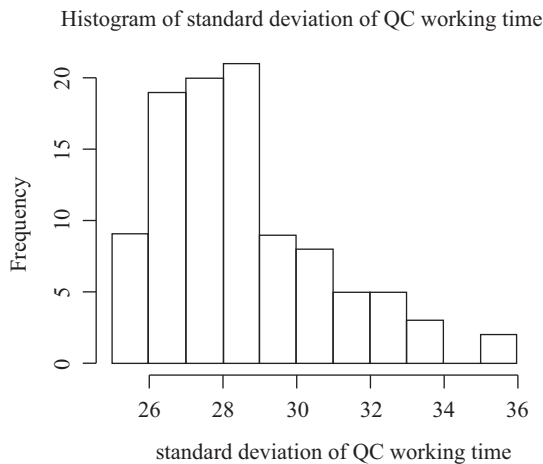 Histogram of standard deviation of QC working time
20
15
10
5
0
Frequency
26 28 30 32 34 36
standard deviation of QC working time